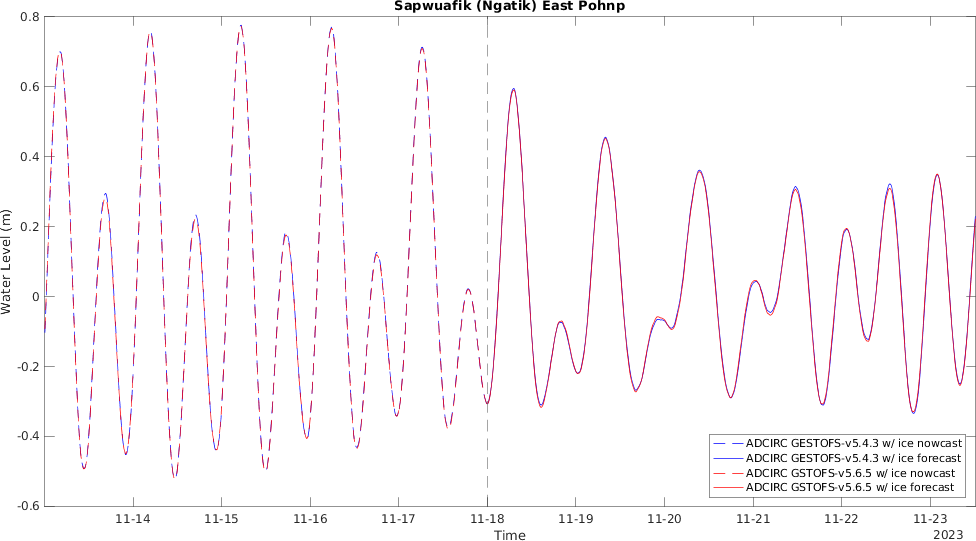 Sapwuafik (Ngatik) East Pohnp
0.8
0.6
0.4
0.2
0
-0.2
-0.4
-0.6
Water Level (m)
ADCIRC GESTOFS-v5.4.3 w/ ice nowcast
ADCIRC GESTOFS-v5.4.3 w/ ice forecast
ADCIRC GSTOFS-v5.6.5 w/ ice nowcast
ADCIRC GSTOFS-v5.6.5 w/ ice forecast
11-14 11-15 11-16 11-17 11-18 11-19 11-20 11-21 11-22 11-23
Time
2023